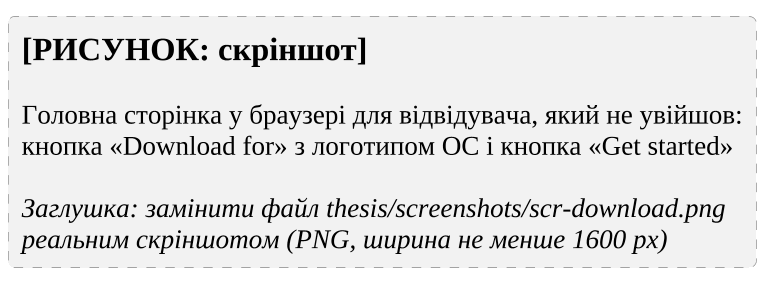 [РИСУНОК: скріншот]
Головна сторінка у браузері для відвідувача, який не увійшов:
кнопка «Download for» з логотипом ОС і кнопка «Get started»
Заглушка: замінити файл thesis/screenshots/scr-download.png
реальним скріншотом (PNG, ширина не менше 1600 px)